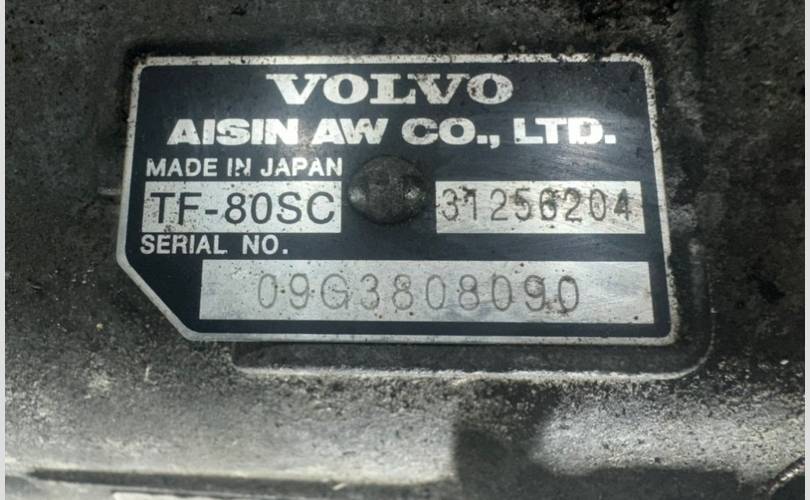 VOLVO
AISIN AW CO., LTD.
MADE IN JAPAN
TF-80SC 31256204
SERIAL NO.
09G3808090